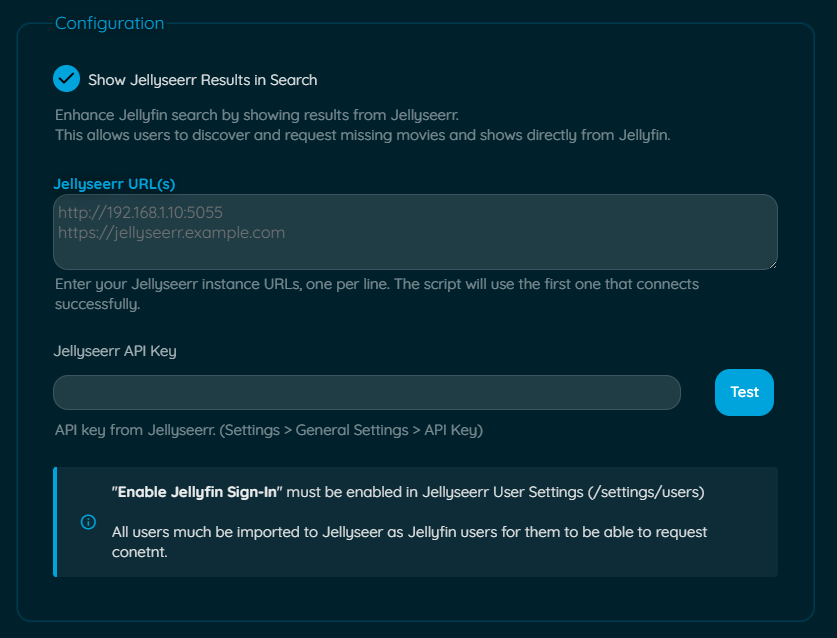 Configuration
Show Jellyseerr Results in Search
Enhance Jellyfin search by showing results from Jellyseerr.
This allows users to discover and request missing movies and shows directly from Jellyfin.
Jellyseerr URL(s)
http://192.168.1.10:5055
https://jellyseerr.example.com
Enter your Jellyseerr instance URLs, one per line. The script will use the first one that connects
successfully.
Jellyseerr API Key
Test
API key from Jellyseerr. (Settings > General Settings > API Key)
"Enable Jellyfin Sign-In" must be enabled in Jellyseerr User Settings (/settings/users)
All users much be imported to Jellyseer as Jellyfin users for them to be able to request
conetnt.